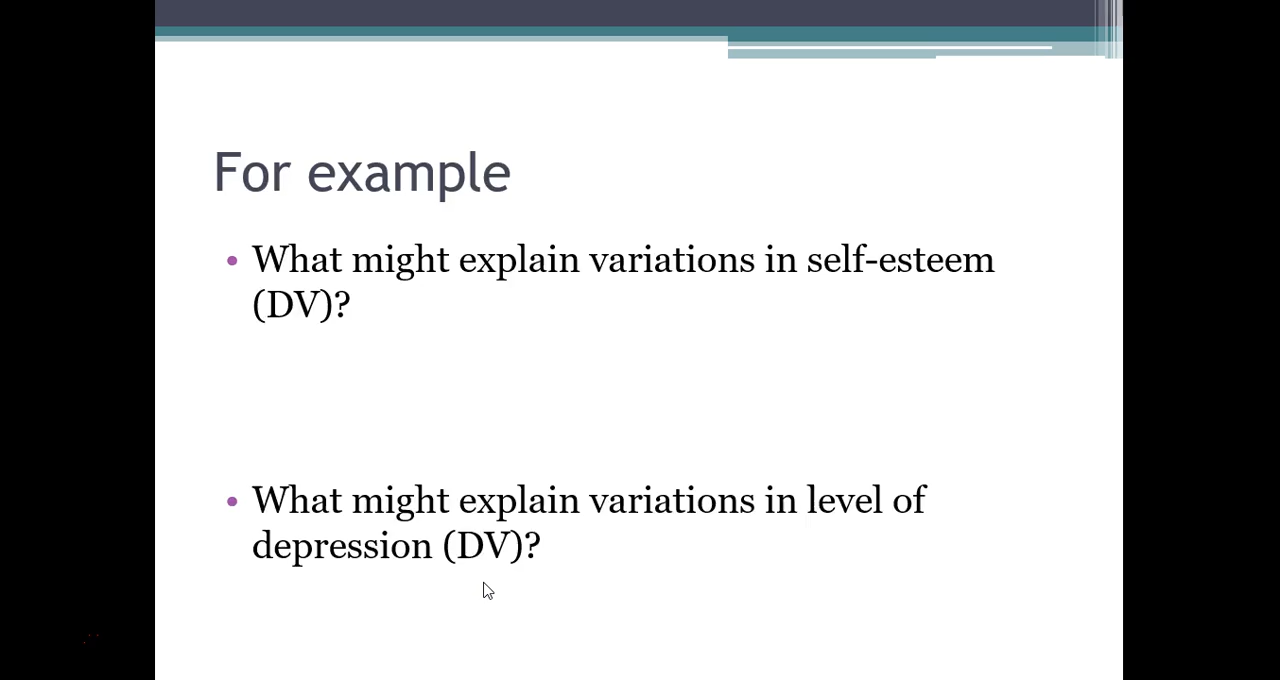 For example
• What might explain variations in self-esteem
(DV)?
• What might explain variations in level of
depression (DV)?